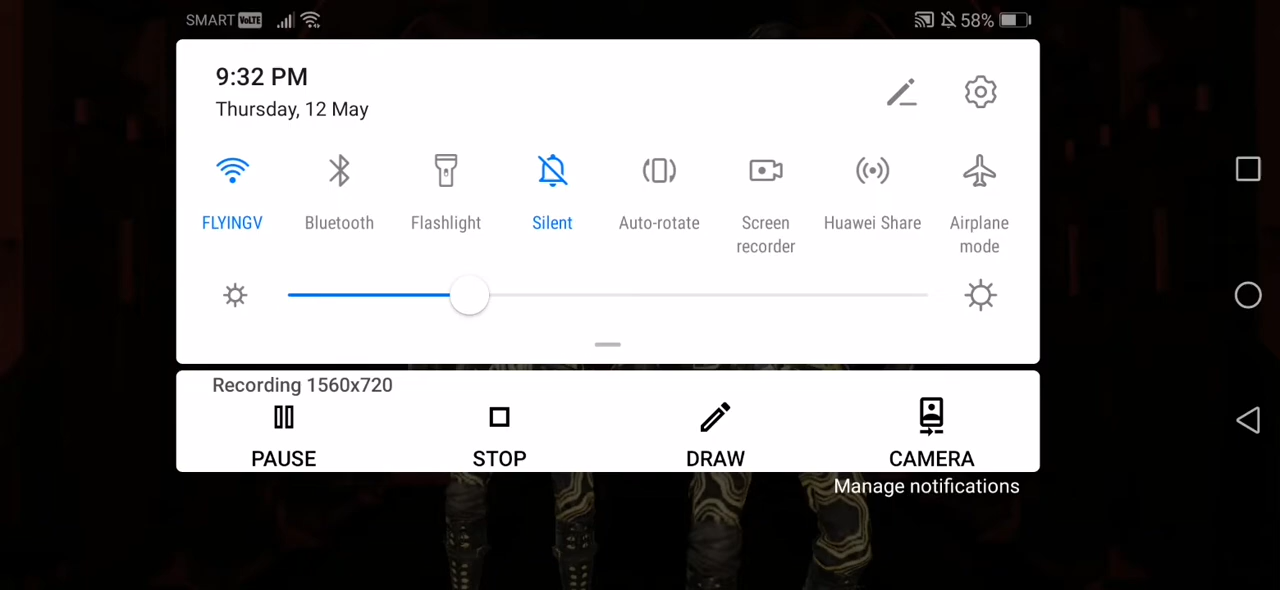 SMART VoLTE 58%
9:32 PM
Thursday, 12 May
FLYINGV Bluetooth Flashlight Silent Auto-rotate Screen recorder Huawei Share Airplane mode
Recording 1560x720
PAUSE STOP DRAW CAMERA
Manage notifications